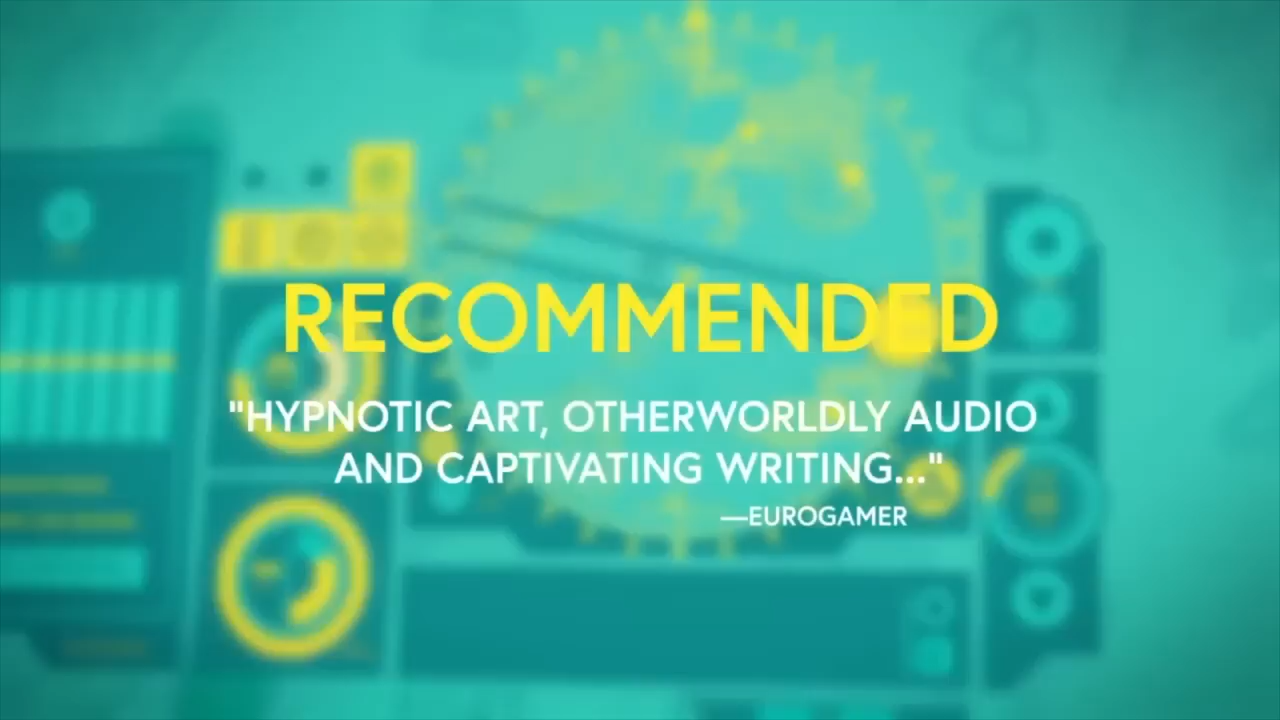 RECOMMENDED
"HYPNOTIC ART, OTHERWORLDLY AUDIO
AND CAPTIVATING WRITING..."
—EUROGAMER